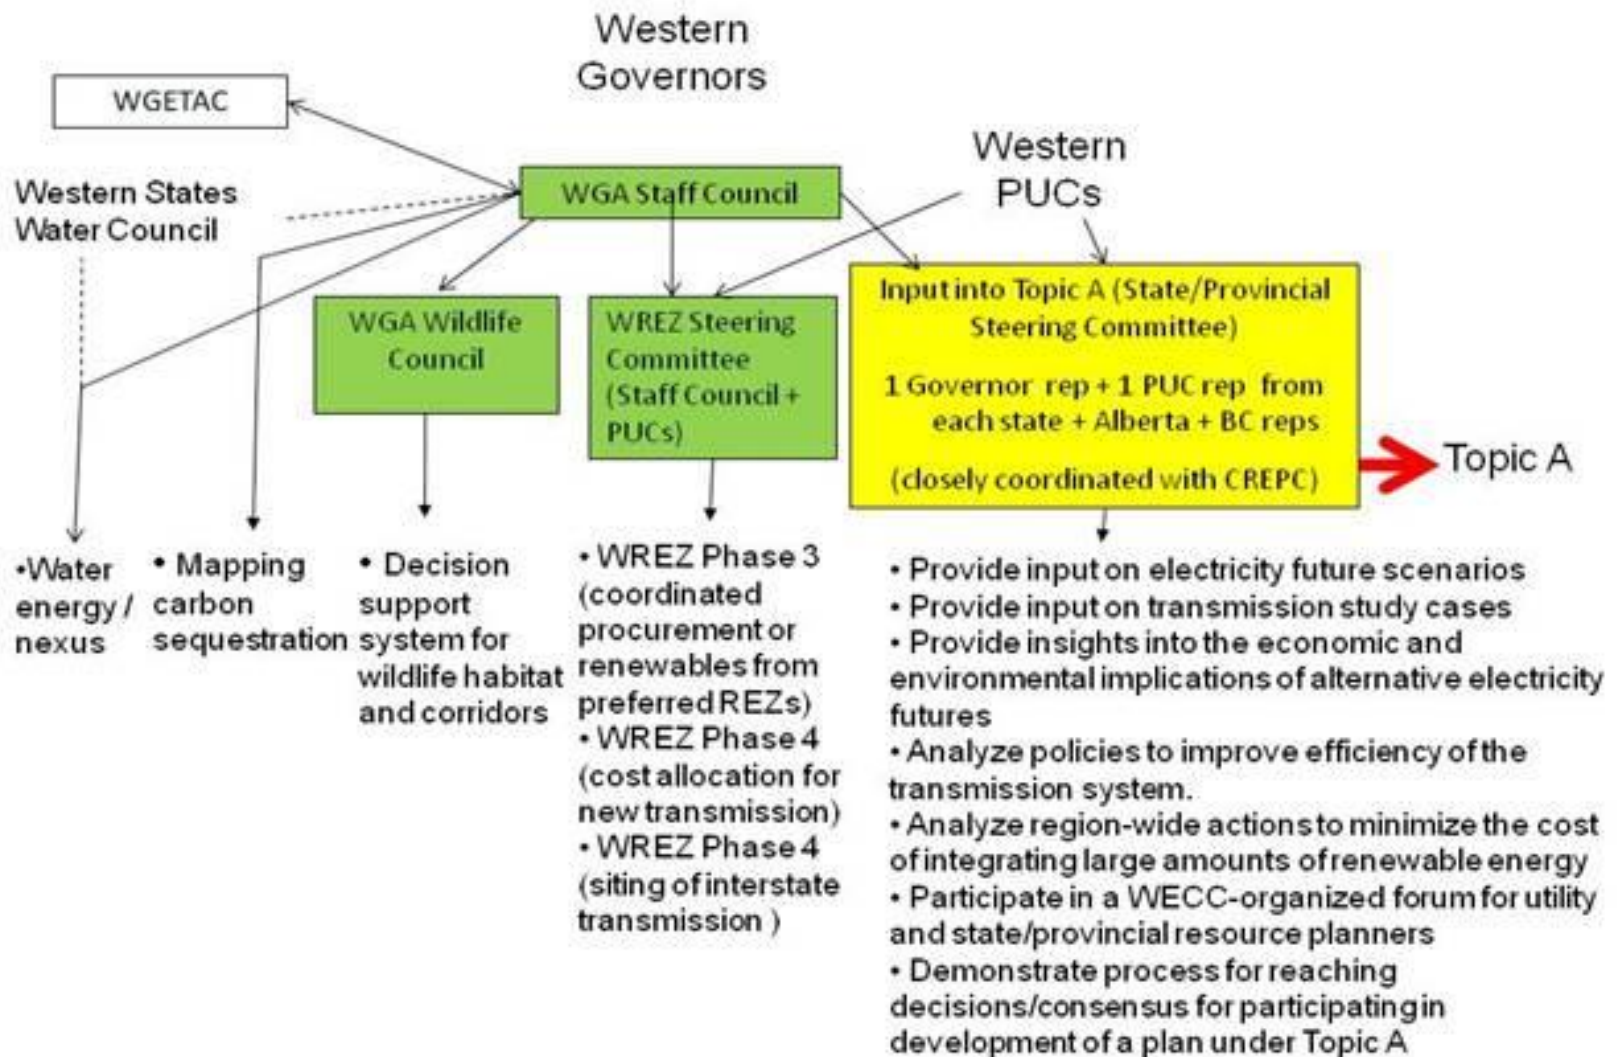 Western
Governors
WGETAC
Western
PUCs
Western States
Water Council
WGA Staff Council
WGA Wildlife
Council
WREZ Steering
Committee
(Staff Council +
PUCs)
Input into Topic A (State/Provincial
Steering Committee)
1 Governor rep + 1 PUC rep from
each state + Alberta + BC reps
(closely coordinated with CREPC)
Topic A
•Water
energy /
nexus
• Mapping
carbon
sequestration
• Decision
support
system for
wildlife habitat
and corridors
• WREZ Phase 3
(coordinated
procurement or
renewables from
preferred REZs)
• WREZ Phase 4
(cost allocation for
new transmission)
• WREZ Phase 4
(siting of interstate
transmission )
• Provide input on electricity future scenarios
• Provide input on transmission study cases
• Provide insights into the economic and
environmental implications of alternative electricity
futures
• Analyze policies to improve efficiency of the
transmission system.
• Analyze region-wide actions to minimize the cost
of integrating large amounts of renewable energy
• Participate in a WECC-organized forum for utility
and state/provincial resource planners
• Demonstrate process for reaching
decisions/consensus for participating in
development of a plan under Topic A